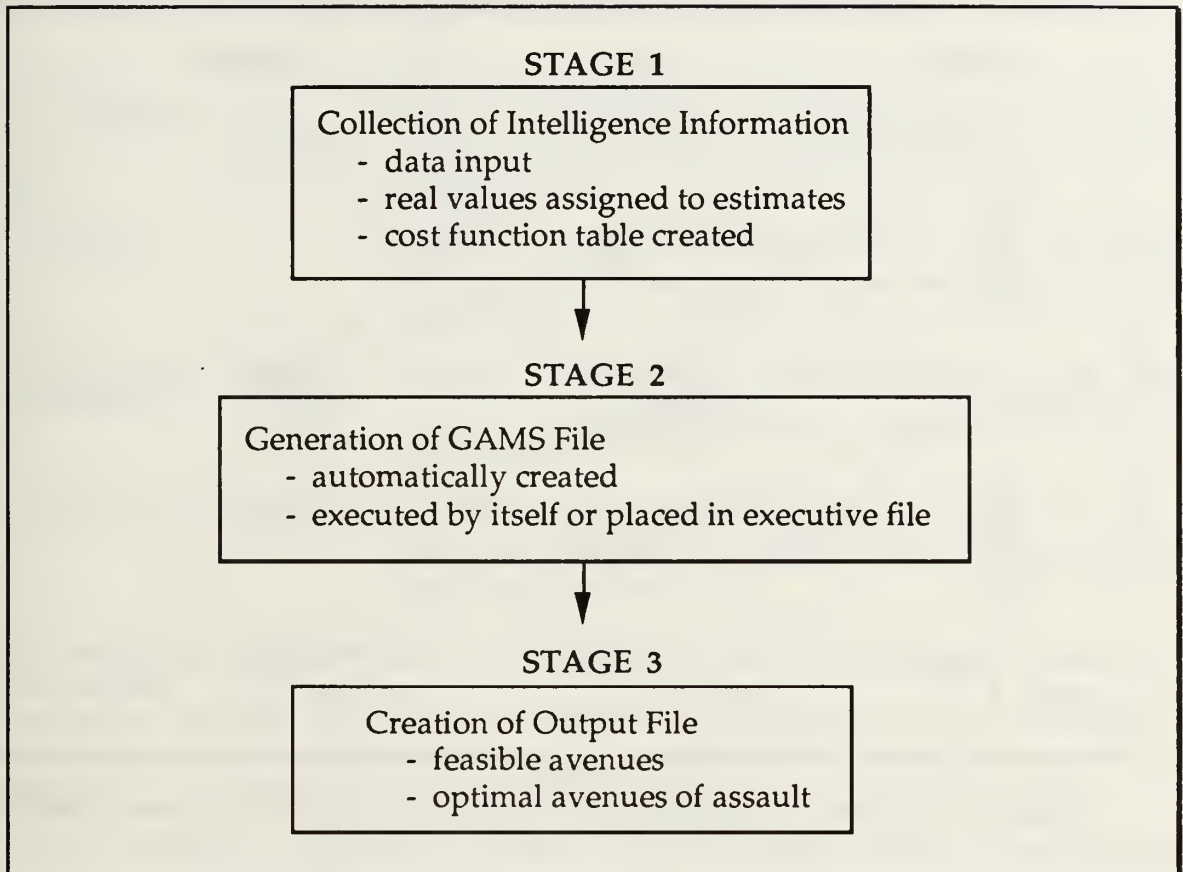 STAGE 1
Collection of Intelligence Information
- data input
- real values assigned to estimates
- cost function table created
STAGE 2
Generation of GAMS File
- automatically created
- executed by itself or placed in executive file
STAGE 3
Creation of Output File
- feasible avenues
- optimal avenues of assault